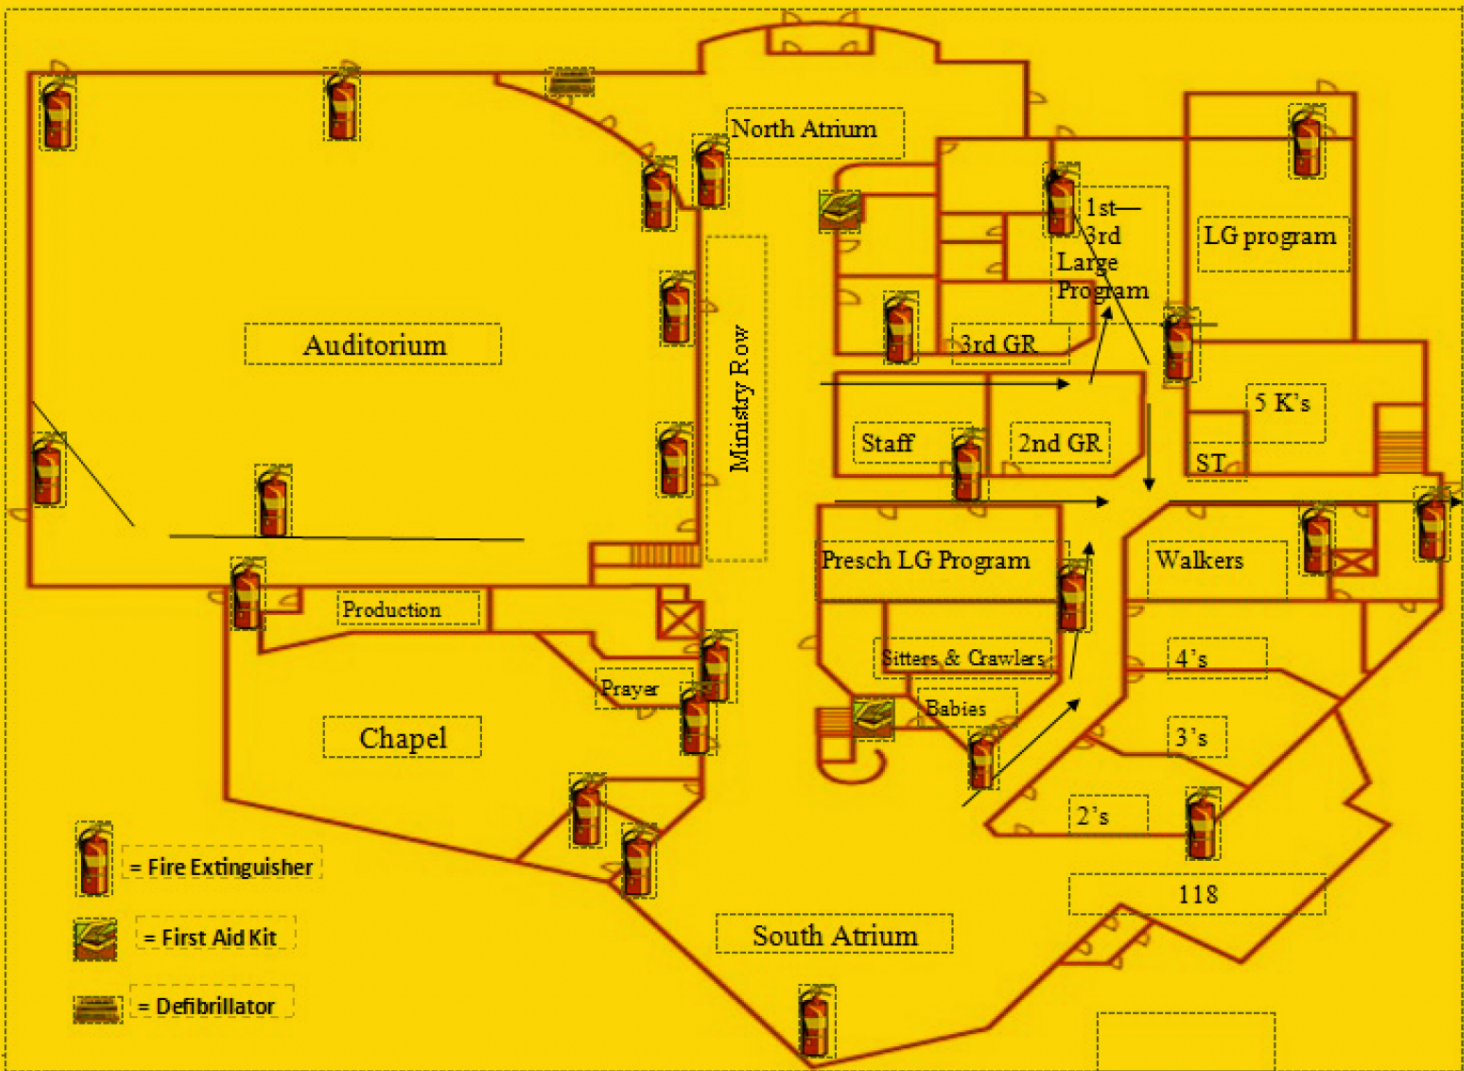 North Atrium
1st—
3rd
Large
Program
LG program
Auditorium
Ministry Row
3rd GR
5 K's
Staff
2nd GR
ST
Presch LG Program
Walkers
Production
Sitters & Crawlers
4's
Prayer
Babies
Chapel
3's
2's
= Fire Extinguisher
118
= First Aid Kit
South Atrium
= Defibrillator